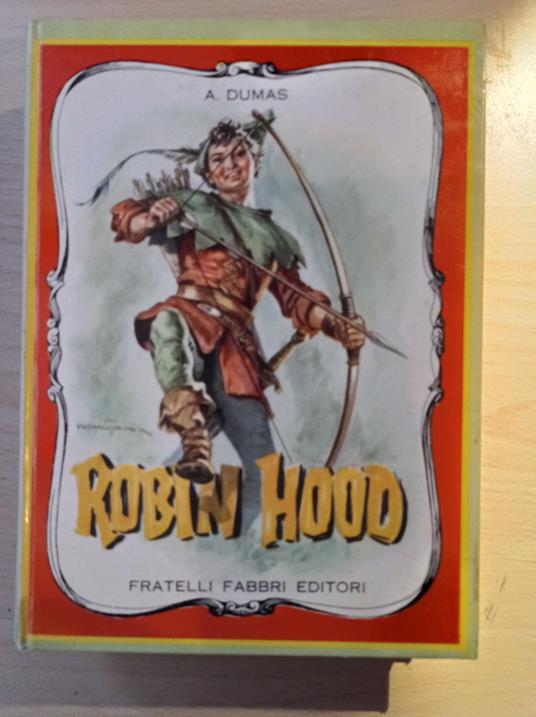 A. DUMAS
ROBIN HOOD
FRATELLI FABBRI EDITORI